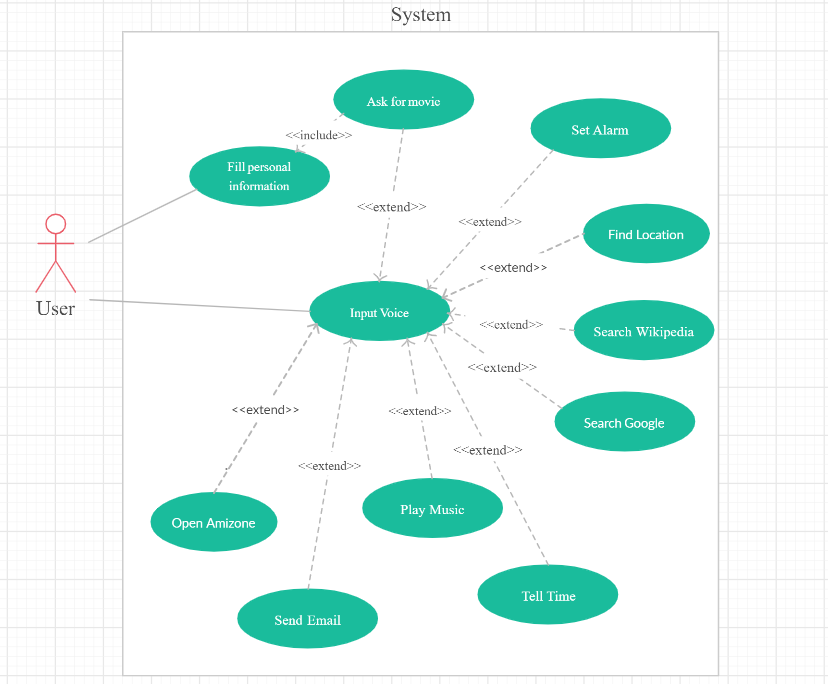 System
Ask for movie
<<include>>
Set Alarm
Fill personal
information
<<extend>>
<<extend>>
Find Location
<<extend>>
User
Input Voice
<<extend>>
Search Wikipedia
<<extend>>
<<extend>>
<<extend>>
Search Google
<<extend>>
<<extend>>
Open Amizone
Play Music
Tell Time
Send Email